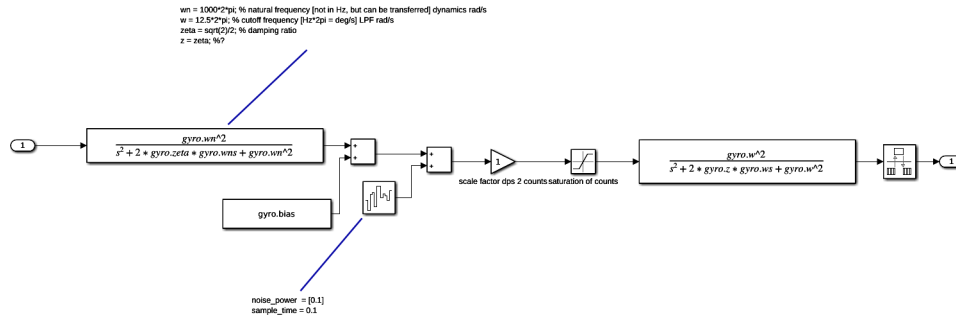 wn = 1000*2*pi; % natural frequency [not in Hz, but can be transferred] dynamics rad/s
w = 12.5*2*pi; % cutoff frequency [Hz*2pi = deg/s] LPF rad/s
zeta = sqrt(2)/2; % damping ratio
z = zeta; %?
1
gyro.wn^2
s^2 + 2 * gyro.zeta * gyro.wns + gyro.wn^2
+
+
+
+
1
gyro.w^2
s^2 + 2 * gyro.z * gyro.ws + gyro.w^2
1
scale factor dps 2 counts
saturation of counts
gyro.bias
noise_power = [0.1]
sample_time = 0.1